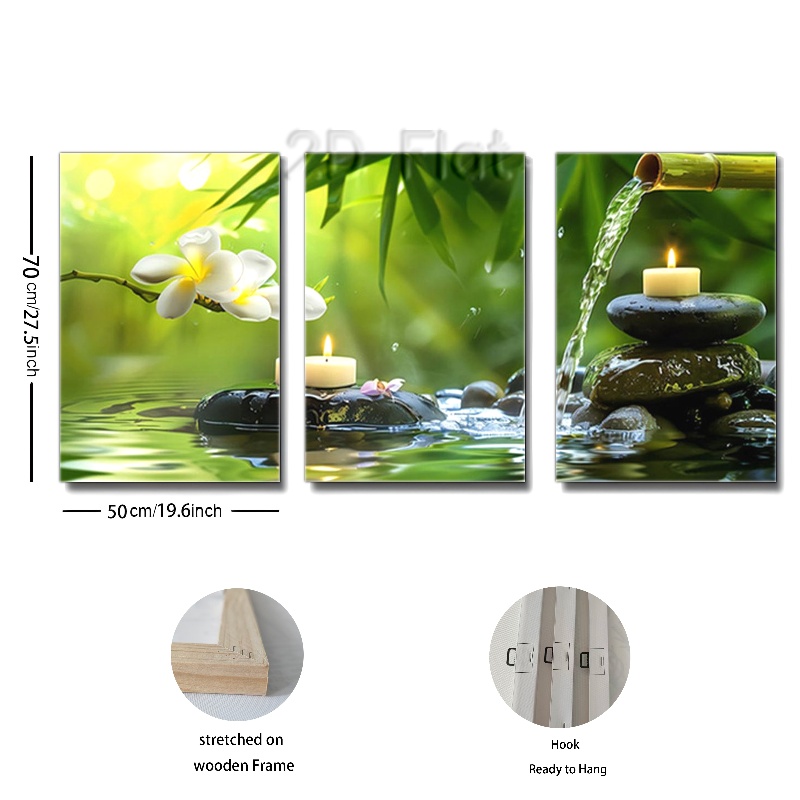 2D Flat
70 cm/27.5inch
50cm/19.6inch
stretched on
wooden Frame
Hook
Ready to Hang